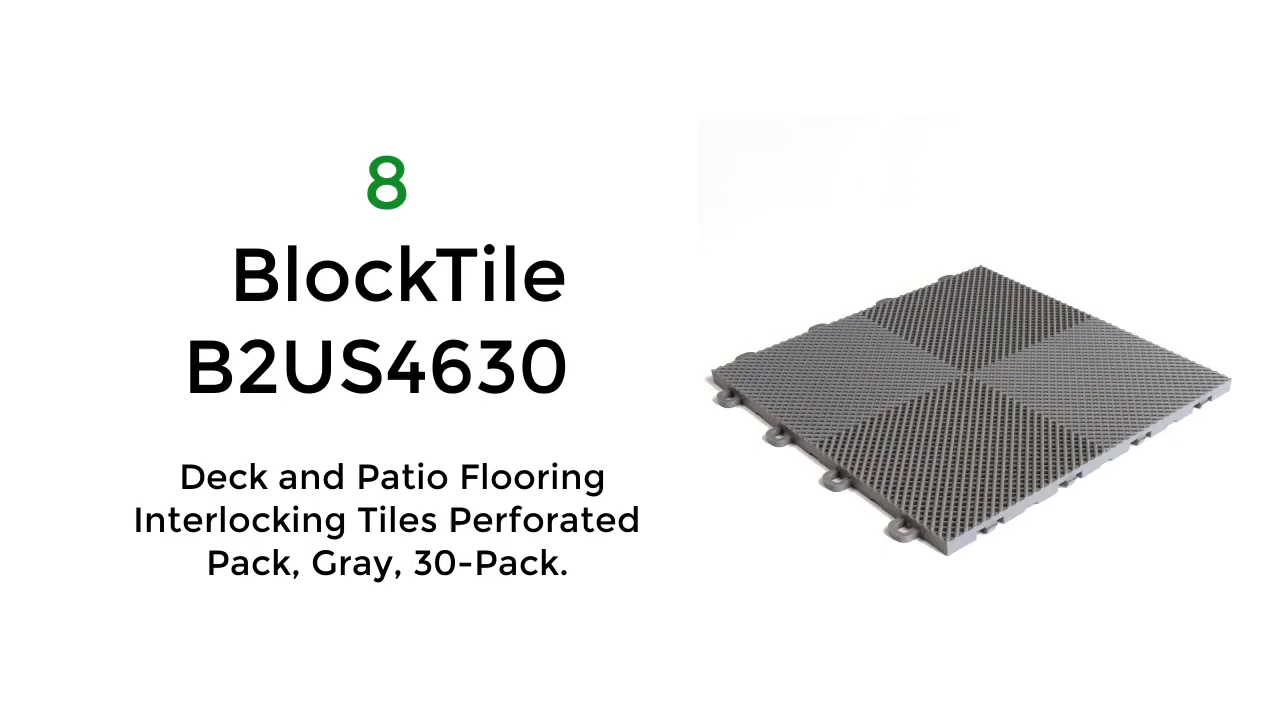 8
BlockTile
B2US4630
Deck and Patio Flooring
Interlocking Tiles Perforated
Pack, Gray, 30-Pack.